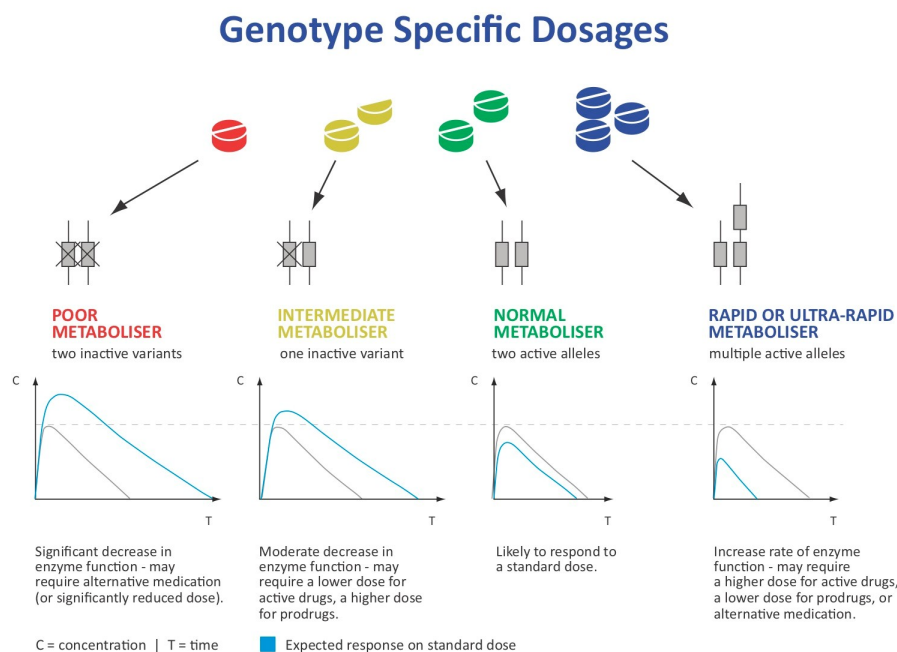 Genotype Specific Dosages
POOR
METABOLISER
two inactive variants
INTERMEDIATE
METABOLISER
one inactive variant
NORMAL
METABOLISER
two active alleles
RAPID OR ULTRA-RAPID
METABOLISER
multiple active alleles
C
T
C
T
C
T
C
T
Significant decrease in
enzyme function - may
require alternative medication
(or significantly reduced dose).
Moderate decrease in
enzyme function - may
require a lower dose for
active drugs, a higher dose
for prodrugs.
Likely to respond to
a standard dose.
Increase rate of enzyme
function - may require
a higher dose for active drugs,
a lower dose for prodrugs, or
alternative medication.
C = concentration | T = time
Expected response on standard dose